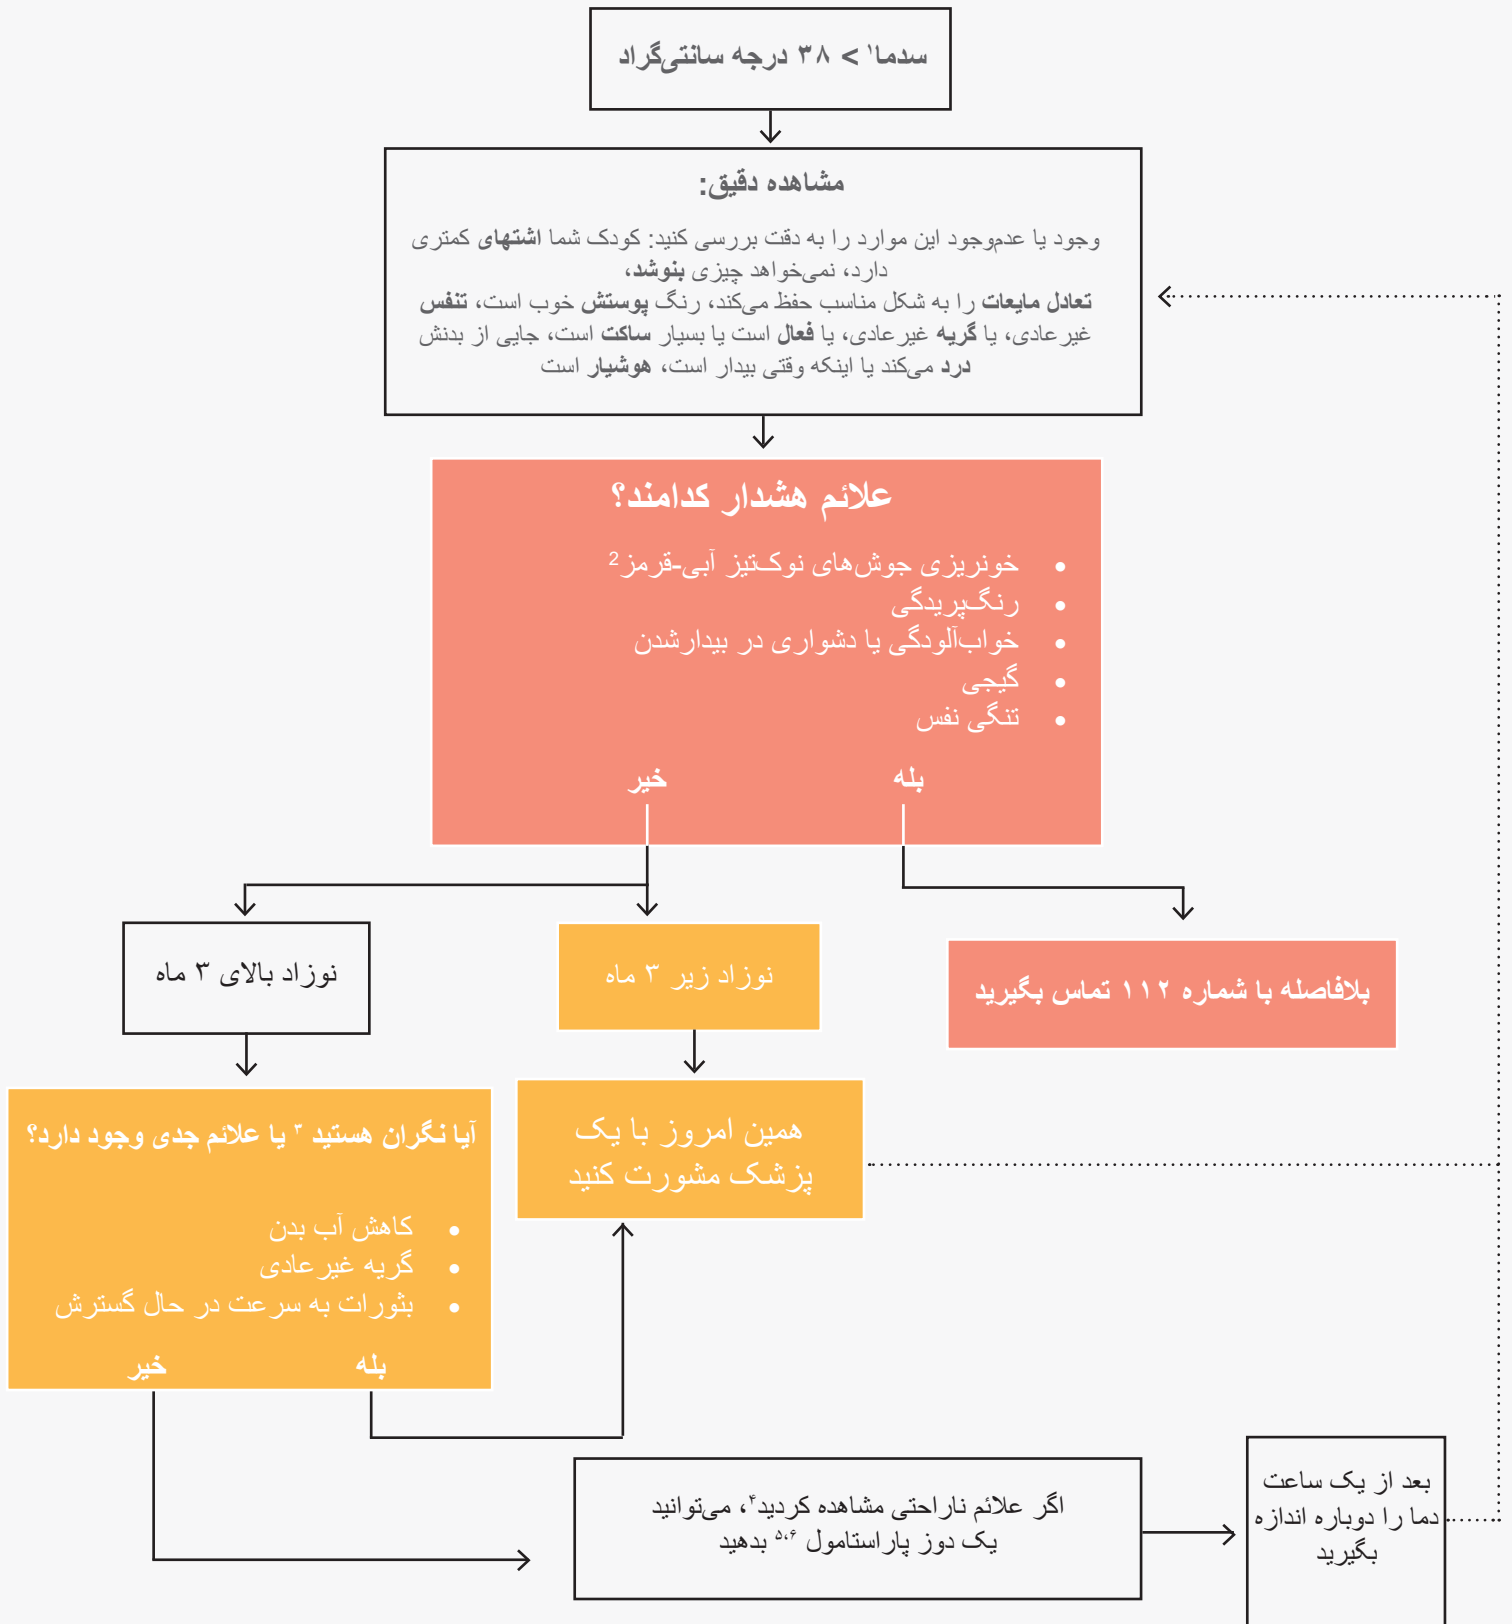 سدما۱ > ۳۸ درجه سانتی‌گراد
مشاهده دقیق:
وجود یا عدم‌وجود این موارد را به دقت بررسی کنید: کودک شما اشتهای کمتری
دارد، نمی‌خواهد چیزی بنوشد،
تعادل مایعات را به شکل مناسب حفظ می‌کند، رنگ پوستش خوب است، تنفس
غیرعادی، یا گریه غیرعادی، یا فعال است یا بسیار ساکت است، جایی از بدنش
درد می‌کند یا اینکه وقتی بیدار است، هوشیار است
علائم هشدار کدامند؟
• خونریزی جوش‌های نوک‌تیز آبی-قرمز2
• رنگ‌پریدگی
• خواب‌آلودگی یا دشواری در بیدارشدن
• گیجی
• تنگی نفس
بله
خیر
بلافاصله با شماره ۱۱۲ تماس بگیرید
نوزاد زیر ۳ ماه
نوزاد بالای ۳ ماه
همین امروز با یک
پزشک مشورت کنید
آیا نگران هستید ۳ یا علائم جدی وجود دارد؟
• کاهش آب بدن
• گریه غیرعادی
• بثورات به سرعت در حال گسترش
بله
خیر
اگر علائم ناراحتی مشاهده کردید۴، می‌توانید
یک دوز پاراستامول ۵،۶ بدهید
بعد از یک ساعت
دما را دوباره اندازه
بگیرید